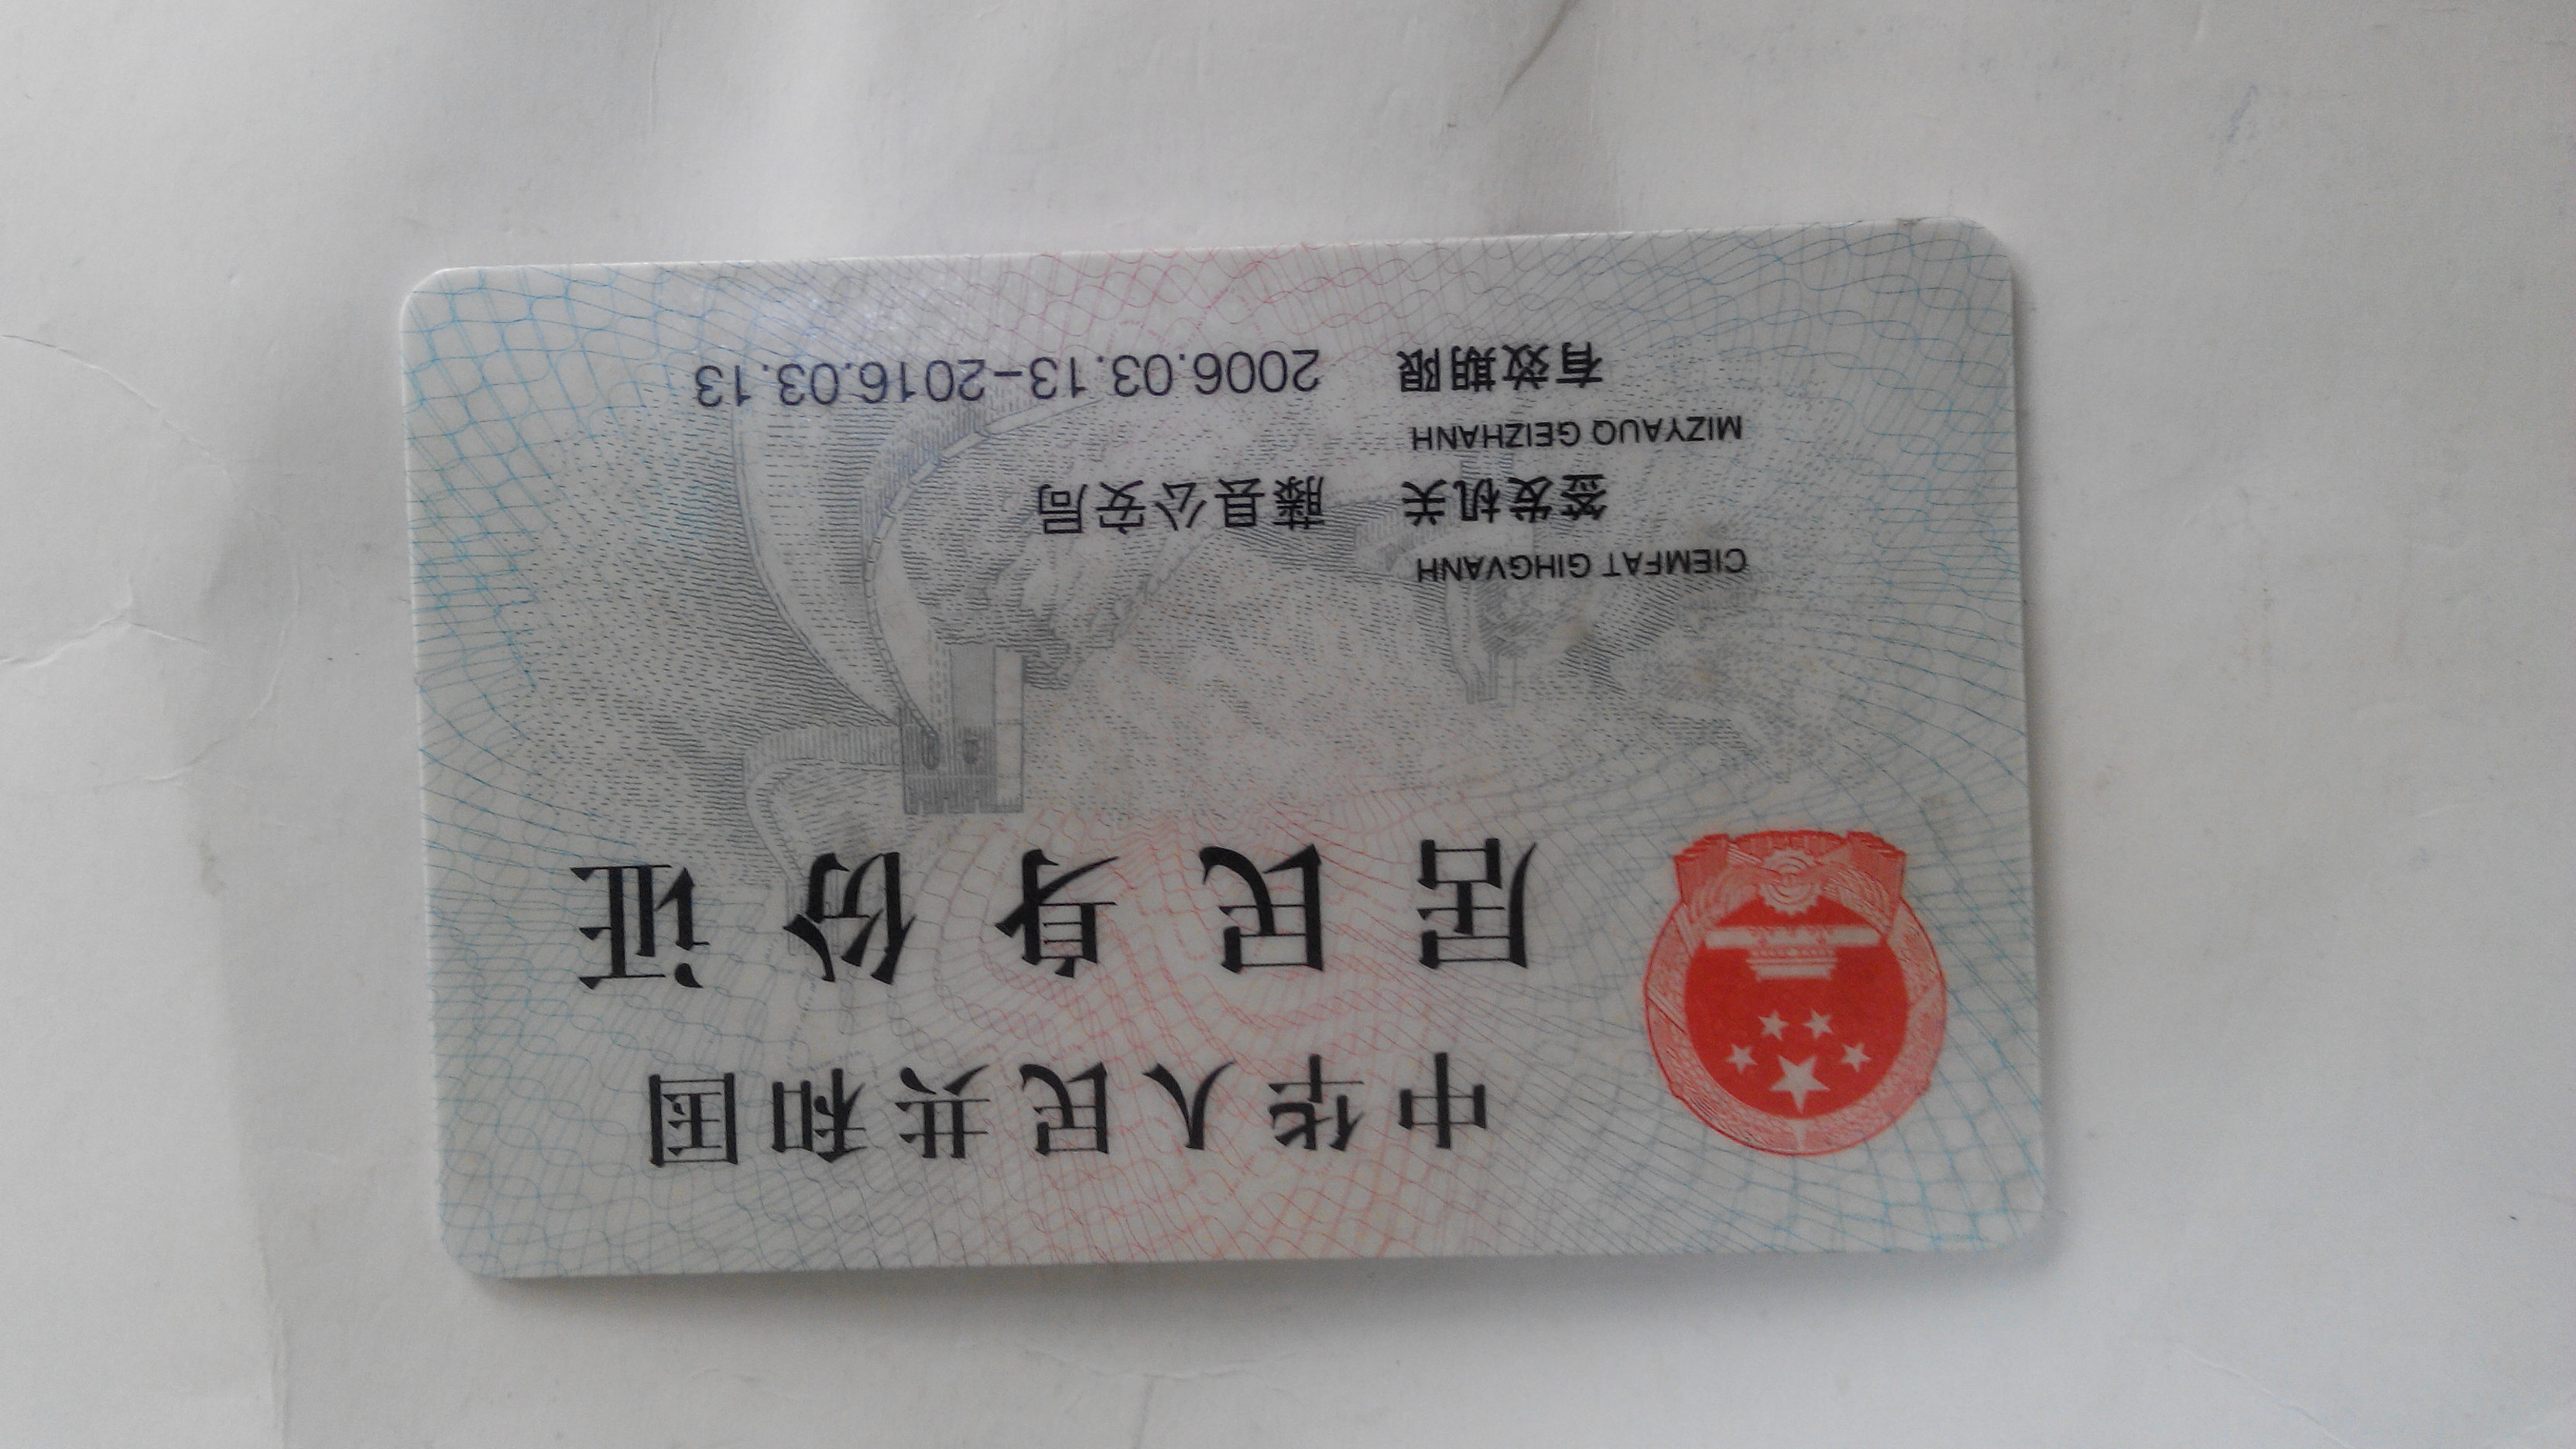 中华人民共和国
居民身份证
CIEMFAT GIHGVANH
签发机关 藤县公安局
MIZYAUQ GEIZHANH
有效期限 2006.03.13-2016.03.13